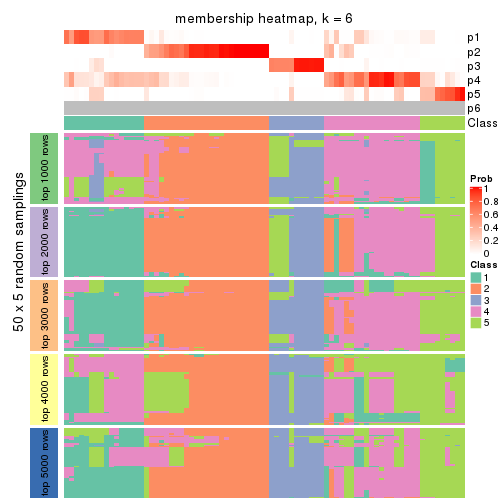 membership heatmap, k = 6
p1
p2
p3
p4
p5
p6
Class
50 x 5 random samplings
top 1000 rows
top 2000 rows
top 3000 rows
top 4000 rows
top 5000 rows
Prob
1
0.8
0.6
0.4
0.2
0
Class
1
2
3
4
5